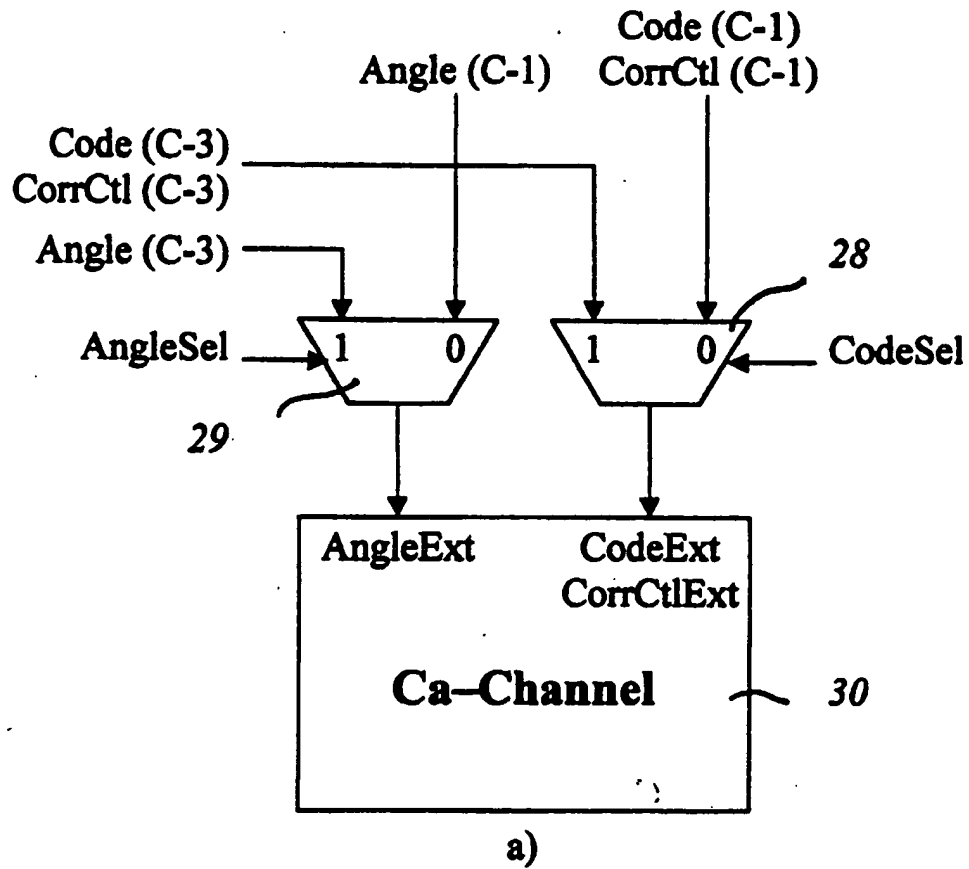 Code (C-1)
Angle (C-1) CorrCtl (C-1)
Code (C-3)
CorrCtl (C-3)
Angle (C-3)
28
AngleSel 1 0 1 0 CodeSel
29
AngleExt CodeExt
CorrCtlExt
Ca–Channel 30
a)